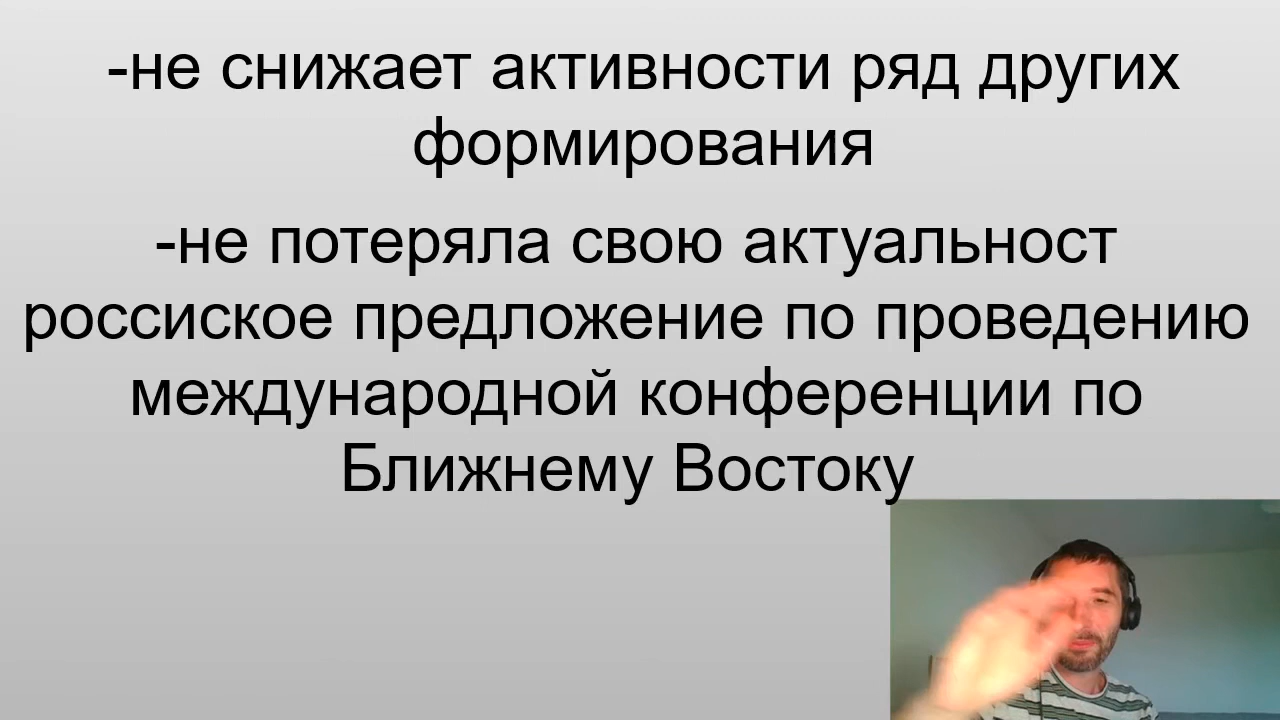 -не снижает активности ряд других
формирования
-не потеряла свою актуальност
россиское предложение по проведению
международной конференции по
Ближнему Востоку